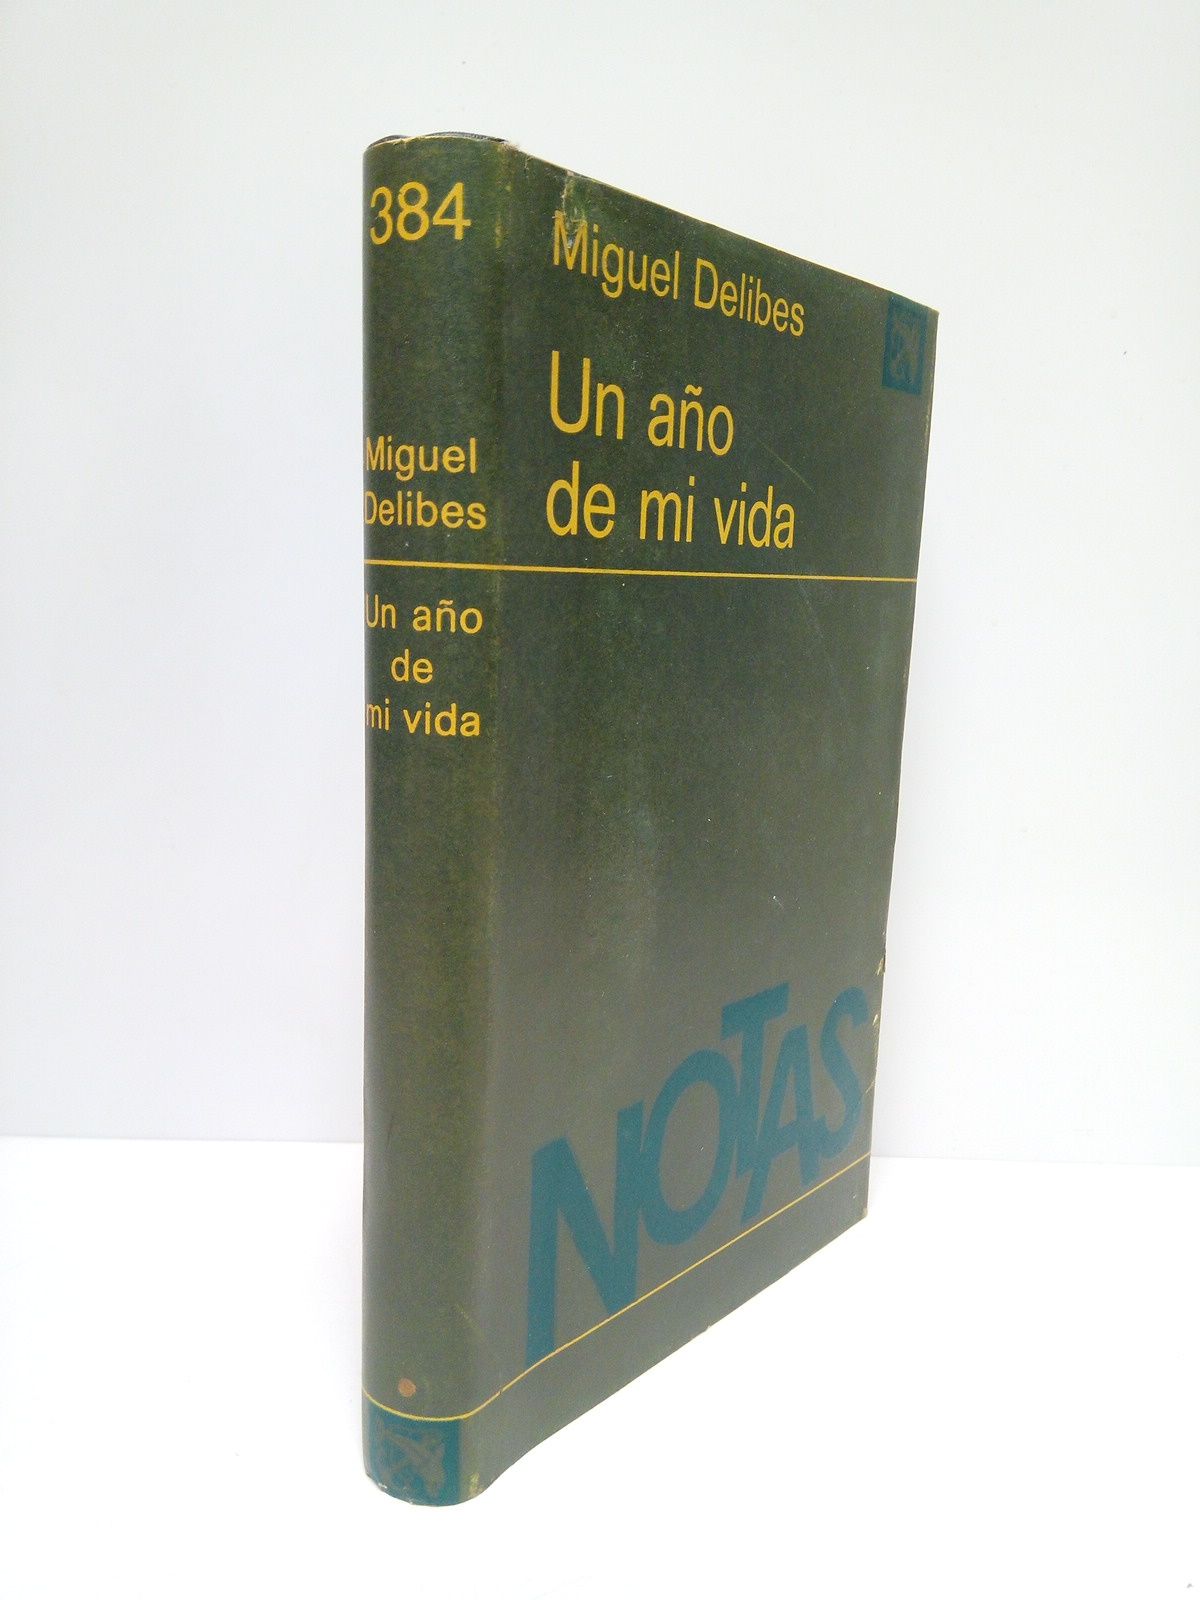 384
Miguel
Delibes
Un año
de
mi vida
Miguel Delibes
Un año
de mi vida
NOTAS